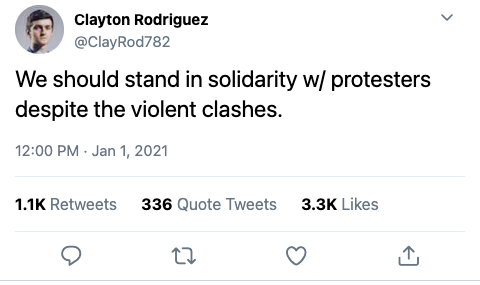 Clayton Rodriguez
@ClayRod782
We should stand in solidarity w/ protesters
despite the violent clashes.
12:00 PM · Jan 1, 2021
1.1K Retweets 336 Quote Tweets 3.3K Likes